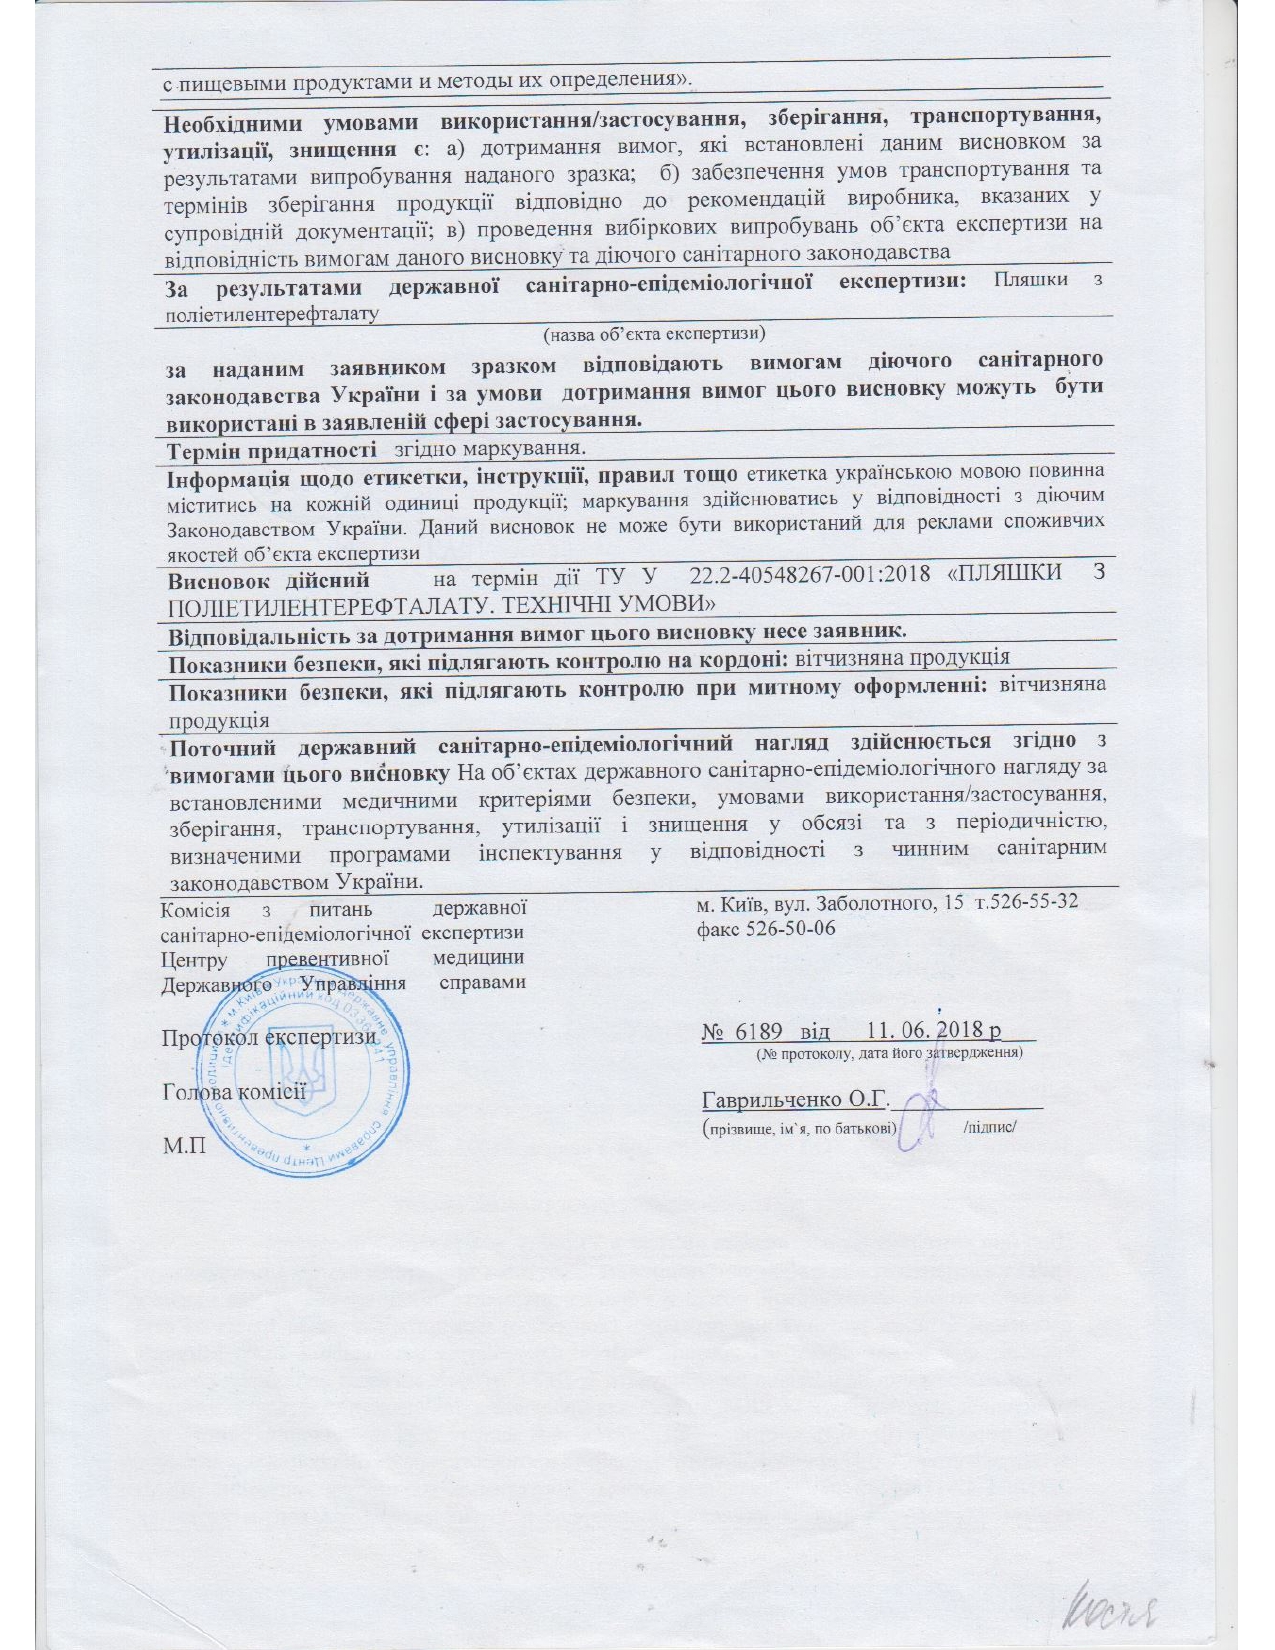 с пищевыми продуктами и методы их определения».
Необхідними умовами використання/застосування, зберігання, транспортування,
утилізації, знищення є: а) дотримання вимог, які встановлені даним висновком за
результатами випробування наданого зразка; б) забезпечення умов транспортування та
термінів зберігання продукції відповідно до рекомендацій виробника, вказаних у
супровідній документації; в) проведення вибіркових випробувань об’єкта експертизи на
відповідність вимогам даного висновку та діючого санітарного законодавства
За результатами державної санітарно-епідеміологічної експертизи: Пляшки з
поліетилентерефталату
(назва об’єкта експертизи)
за наданим заявником зразком відповідають вимогам діючого санітарного
законодавства України і за умови дотримання вимог цього висновку можуть бути
використані в заявленій сфері застосування.
Термін придатності згідно маркування.
Інформація щодо етикетки, інструкції, правил тощо етикетка українською мовою повинна
міститись на кожній одиниці продукції; маркування здійснюватись у відповідності з діючим
Законодавством України. Даний висновок не може бути використаний для реклами споживчих
якостей об’єкта експертизи
Висновок дійсний на термін дії ТУ У 22.2-40548267-001:2018 «ПЛЯШКИ З
ПОЛІЕТИЛЕНТЕРЕФТАЛАТУ. ТЕХНІЧНІ УМОВИ»
Відповідальність за дотримання вимог цього висновку несе заявник.
Показники безпеки, які підлягають контролю на кордоні: вітчизняна продукція
Показники безпеки, які підлягають контролю при митному оформленні: вітчизняна
продукція
Поточний державний санітарно-епідеміологічний нагляд здійснюється згідно з
вимогами цього висновку На об’єктах державного санітарно-епідеміологічного нагляду за
встановленими медичними критеріями безпеки, умовами використання/застосування,
зберігання, транспортування, утилізації і знищення у обсязі та з періодичністю,
визначеними програмами інспектування у відповідності з чинним санітарним
законодавством України.
Комісія з питань державної
санітарно-епідеміологічної експертизи
Центру превентивної медицини
Державного Управління справами
м. Київ, вул. Заболотного, 15 т.526-55-32
факс 526-50-06
Протокол експертизи
№ 6189 від 11. 06. 2018 р
(№ протоколу, дата його затвердження)
Голова комісії
Гаврильченко О.Г.
(прізвище, ім`я, по батькові) /підпис/
М.П